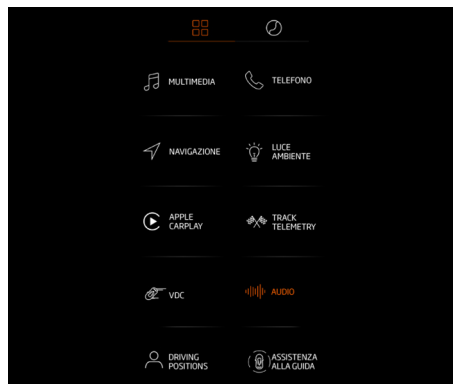 MULTIMEDIA
TELEFONO
NAVIGAZIONE
LUCE
AMBIENTE
APPLE
CARPLAY
TRACK
TELEMETRY
VDC
AUDIO
DRIVING
POSITIONS
ASSISTENZA
ALLA GUIDA